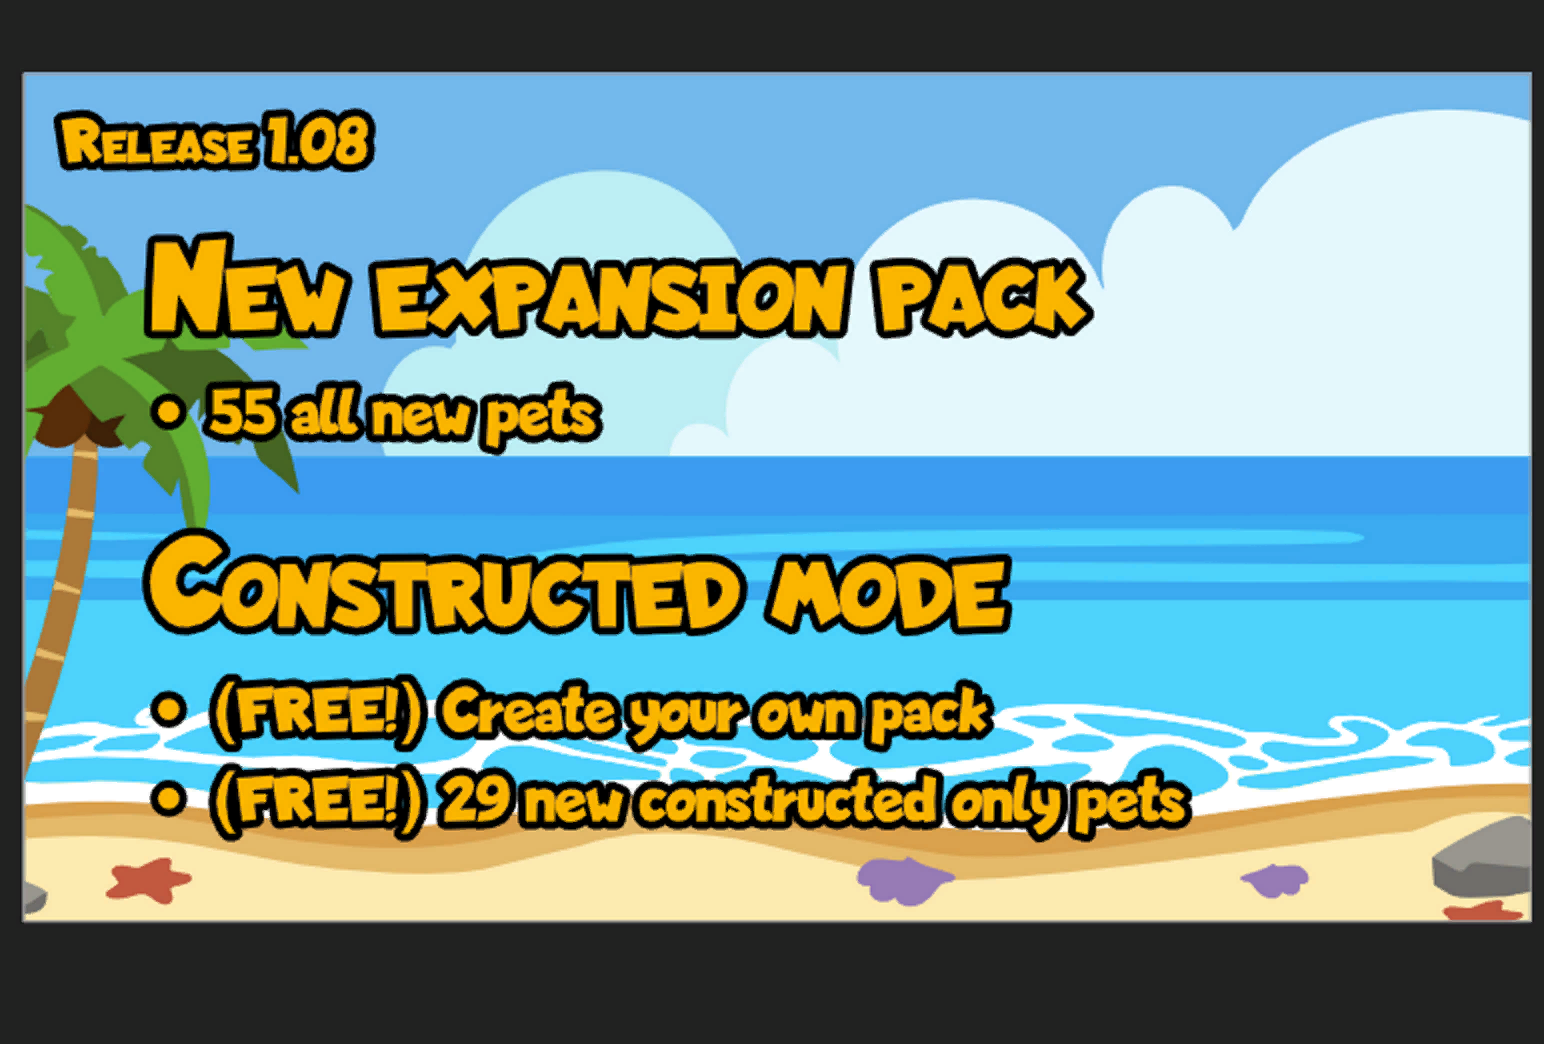 Release 1.08
New expansion pack
• 55 all new pets
Constructed mode
• (FREE!) Create your own pack
• (FREE!) 29 new constructed only pets